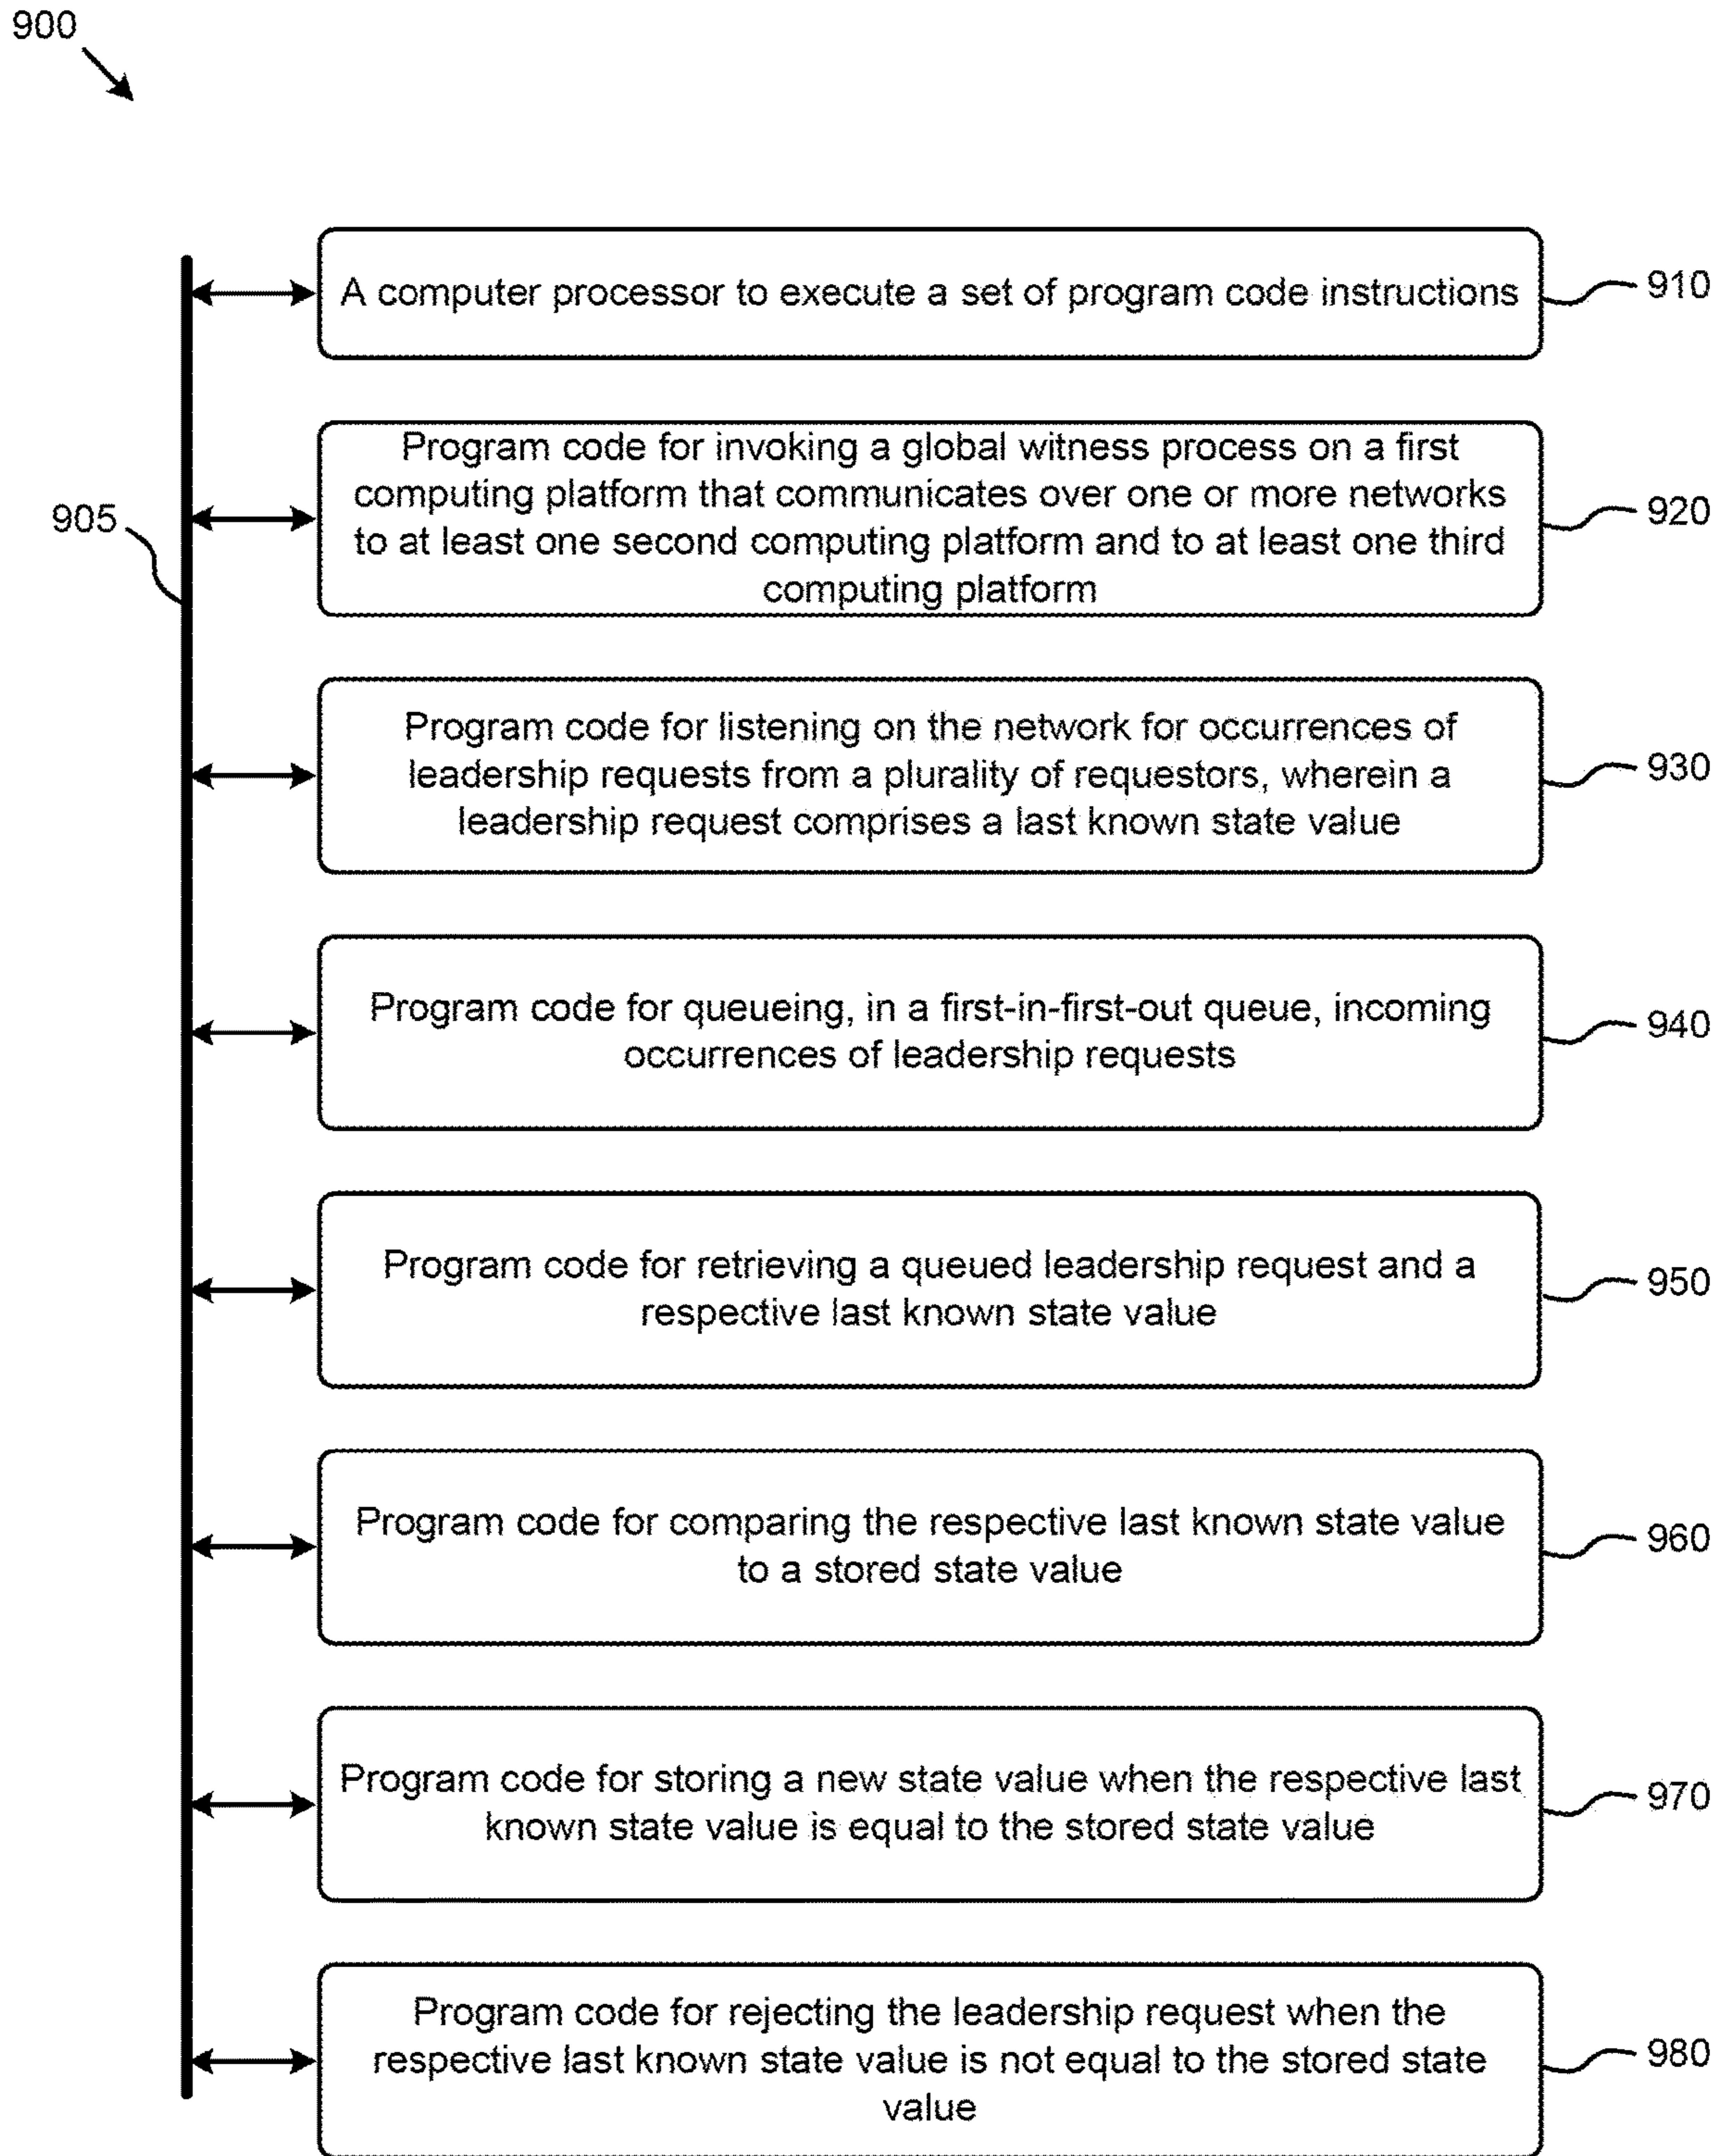 900
A computer processor to execute a set of program code instructions
910
Program code for invoking a global witness process on a first
computing platform that communicates over one or more networks
to at least one second computing platform and to at least one third
computing platform
905
920
Program code for listening on the network for occurrences of
leadership requests from a plurality of requestors, wherein a
leadership request comprises a last known state value
930
Program code for queueing, in a first-in-first-out queue, incoming
occurrences of leadership requests
940
Program code for retrieving a queued leadership request and a
respective last known state value
950
Program code for comparing the respective last known state value
to a stored state value
960
Program code for storing a new state value when the respective last
known state value is equal to the stored state value
970
Program code for rejecting the leadership request when the
respective last known state value is not equal to the stored state
value
980